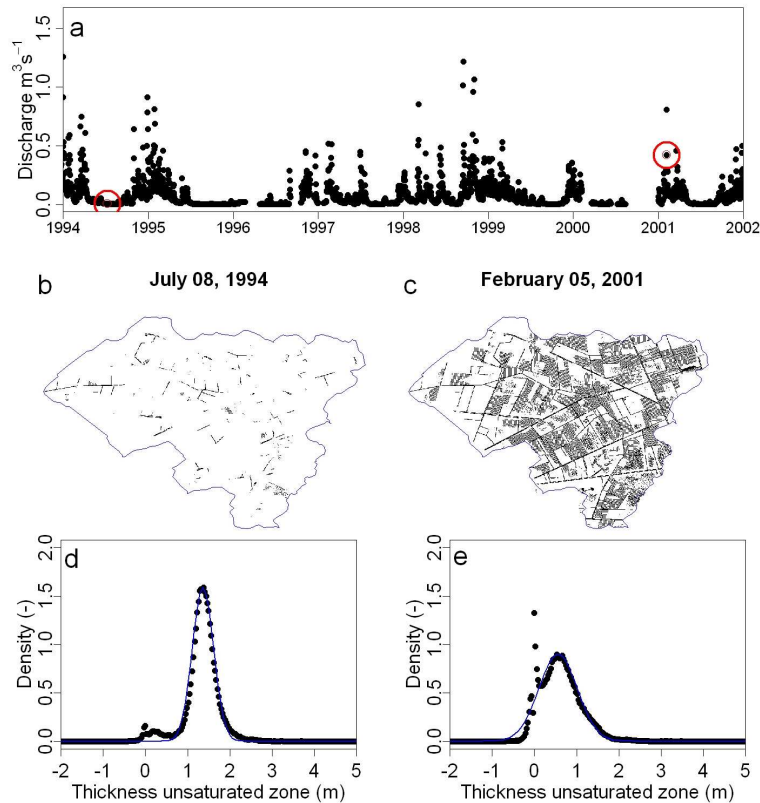 a
Discharge m³s⁻¹
1.5
1.0
0.5
0.0
1994 1995 1996 1997 1998 1999 2000 2001 2002
b July 08, 1994
c February 05, 2001
d
Density (-)
2.0
1.5
1.0
0.5
0.0
-2 -1 0 1 2 3 4 5
Thickness unsaturated zone (m)
e
Density (-)
2.0
1.5
1.0
0.5
0.0
-2 -1 0 1 2 3 4 5
Thickness unsaturated zone (m)